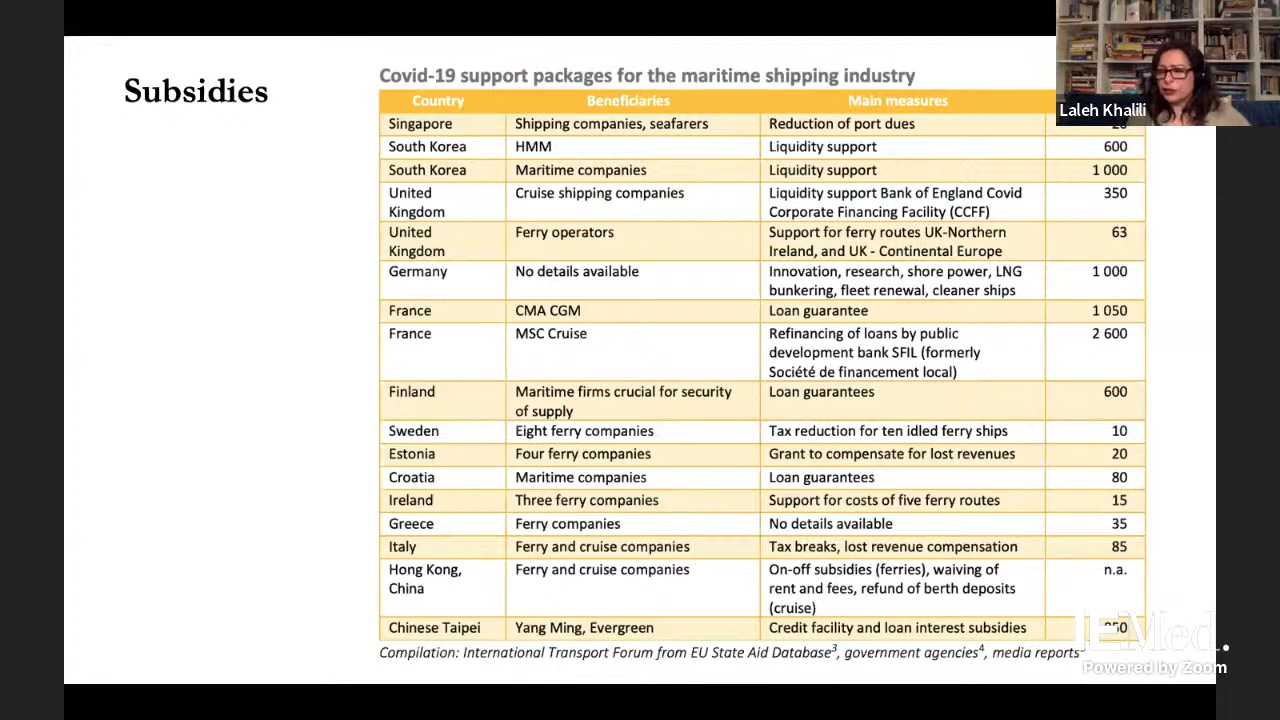 Subsidies
Covid-19 support packages for the maritime shipping industry
Country Beneficiaries Main measures
Singapore Shipping companies, seafarers Reduction of port dues
South Korea HMM Liquidity support 600
South Korea Maritime companies Liquidity support 1 000
United Cruise shipping companies Liquidity support Bank of England Covid 350
Kingdom Corporate Financing Facility (CCFF)
United Ferry operators Support for ferry routes UK-Northern 63
Kingdom Ireland, and UK - Continental Europe
Germany No details available Innovation, research, shore power, LNG 1 000
bunkering, fleet renewal, cleaner ships
France CMA CGM Loan guarantee 1 050
France MSC Cruise Refinancing of loans by public 2 600
development bank SFIL (formerly
Société de financement local)
Finland Maritime firms crucial for security Loan guarantees 600
of supply
Sweden Eight ferry companies Tax reduction for ten idled ferry ships 10
Estonia Four ferry companies Grant to compensate for lost revenues 20
Croatia Maritime companies Loan guarantees 80
Ireland Three ferry companies Support for costs of five ferry routes 15
Greece Ferry companies No details available 35
Italy Ferry and cruise companies Tax breaks, lost revenue compensation 85
Hong Kong, Ferry and cruise companies On-off subsidies (ferries), waiving of n.a.
China rent and fees, refund of berth deposits
(cruise)
Chinese Taipei Yang Ming, Evergreen Credit facility and loan interest subsidies
Compilation: International Transport Forum from EU State Aid Database³, government agencies⁴, media reports
Laleh Khalili
IEMed.
Powered by Zoom